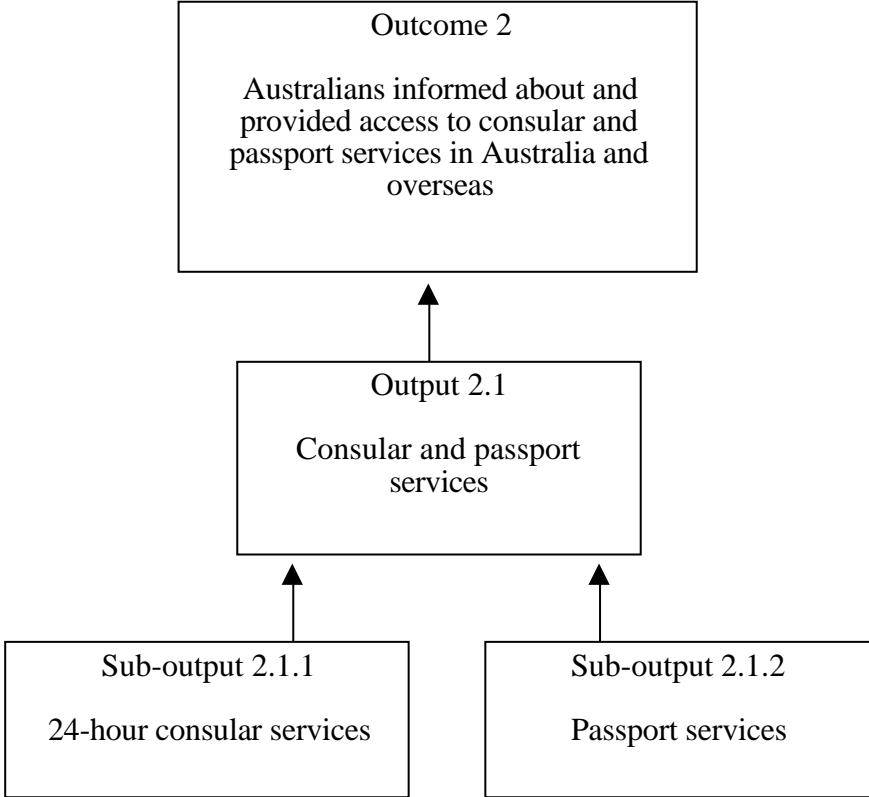 Outcome 2
Australians informed about and
provided access to consular and
passport services in Australia and
overseas
Output 2.1
Consular and passport
services
Sub-output 2.1.1
24-hour consular services
Sub-output 2.1.2
Passport services